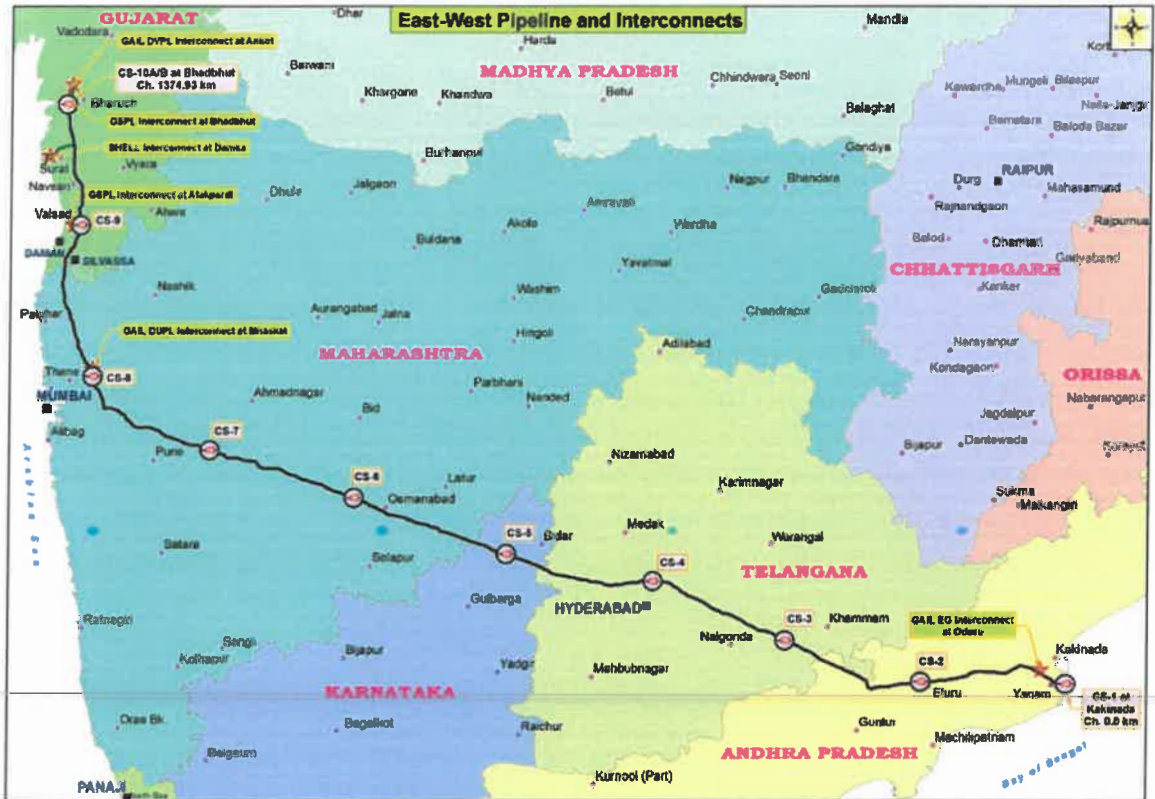 East-West Pipeline and Interconnects
GUJARAT
Dhar
Mandla
Vadodara
Harda
GAIL DVPL Interconnect at Ankot
Barwani
MADHYA PRADESH
Chhindwara
Seoni
CS-10A/B at Bhadbhut
Ch. 1374.93 km
Khargone
Khandwa
Betul
Balaghat
Kawardha
Mungeli
Bilaspur
Bharuch
GSPL Interconnect at Bhadbhut
Bemetara
Baloda Bazar
SHELL Interconnect at Damka
Burhanpur
Gondiya
Surat
Vyara
Navsari
Jalgaon
Nagpur
Bhandara
RAIPUR
Durg
Mahasamund
Dhule
GSPL Interconnect at Atakpardi
Rajnandgaon
Amravati
Valsad
CS-9
Ahwa
Akola
Wardha
Balod
Dhamtari
DAMAN
SILVASSA
Buldana
Yavatmal
CHHATTISGARH
Gariyaband
Nashik
Washim
Gadchiroli
Kanker
Aurangabad
Jalna
Chandrapur
GAIL DUPL Interconnect at Mhaskal
Hingoli
MAHARASHTRA
Adilabad
Narayanpur
Kondagaon
ORISSA
Thane
CS-8
Parbhani
Nanded
MUMBAI
Ahmadnagar
Bid
Nabarangapur
Jagdalpur
Alibag
CS-7
Bijapur
Dantewada
Pune
Nizamabad
Arabian Sea
CS-6
Latur
Karimnagar
Osmanabad
Sukma
Malkangiri
Medak
CS-5
Bidar
Warangal
Satara
Solapur
CS-4
TELANGANA
Gulbarga
HYDERABAD
Ratnagiri
Khammam
GAIL EG Interconnect
at Oduru
CS-3
Sangli
Kolhapur
Bijapur
Yadgir
Nalgonda
Mahbubnagar
Kakinada
CS-2
KARNATAKA
Eluru
Yanam
CS-1 at
Kakinada
Ch. 0.0 km
Oras Bk.
Bagalkot
Raichur
Guntur
Machilipatnam
Belgaum
ANDHRA PRADESH
Bay of Bengal
Kurnool (Part)
PANAJI